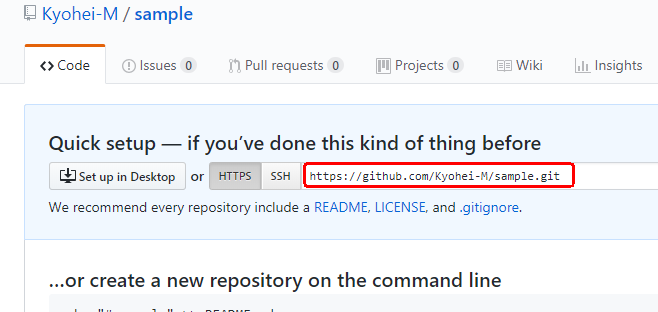 Kyohei-M / sample
Code Issues 0 Pull requests 0 Projects 0 Wiki Insights
Quick setup — if you've done this kind of thing before
Set up in Desktop or HTTPS SSH https://github.com/Kyohei-M/sample.git
We recommend every repository include a README, LICENSE, and .gitignore.
…or create a new repository on the command line